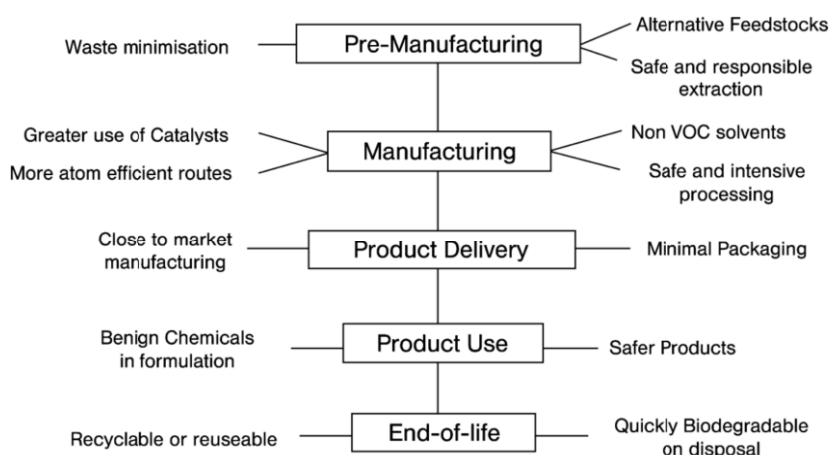 Waste minimisation
Pre-Manufacturing
Alternative Feedstocks
Safe and responsible
extraction
Greater use of Catalysts
More atom efficient routes
Manufacturing
Non VOC solvents
Safe and intensive
processing
Close to market
manufacturing
Product Delivery
Minimal Packaging
Benign Chemicals
in formulation
Product Use
Safer Products
Recyclable or reuseable
End-of-life
Quickly Biodegradable
on disposal